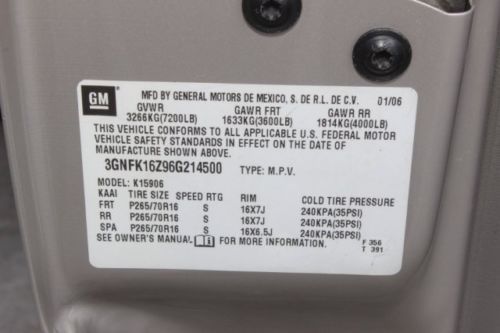 GM
MFD BY GENERAL MOTORS DE MEXICO, S. DE R.L. DE C.V. 01/06
GVWR GAWR FRT GAWR RR
3266KG(7200LB) 1633KG(3600LB) 1814KG(4000LB)
THIS VEHICLE CONFORMS TO ALL APPLICABLE U.S. FEDERAL MOTOR
VEHICLE SAFETY STANDARDS IN EFFECT ON THE DATE OF
MANUFACTURE SHOWN ABOVE.
3GNFK16Z96G214500 TYPE: M.P.V.
MODEL: K15906
KAAI TIRE SIZE SPEED RTG RIM COLD TIRE PRESSURE
FRT P265/70R16 S 16X7J 240KPA(35PSI)
RR P265/70R16 S 16X7J 240KPA(35PSI)
SPA P265/70R16 S 16X6.5J 240KPA(35PSI)
SEE OWNER'S MANUAL FOR MORE INFORMATION. F 356
T 391